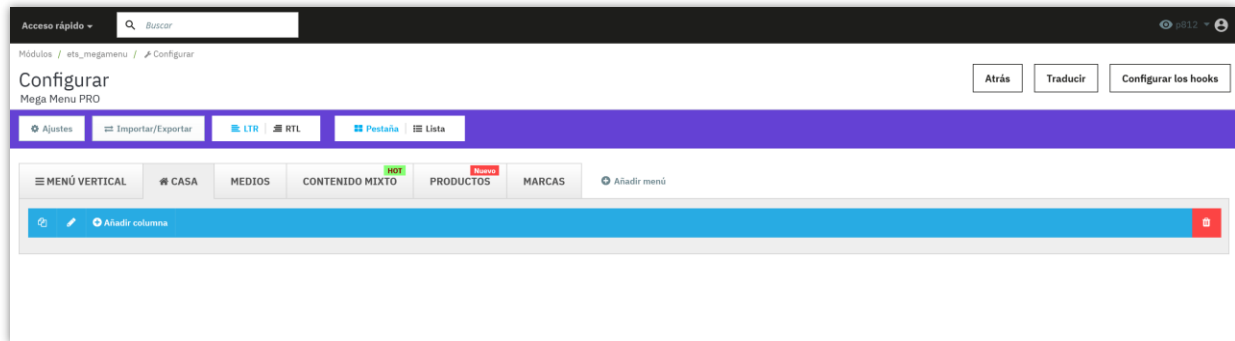 Acceso rápido Buscar p812
Módulos / ets_megamenu / Configurar
Configurar
Mega Menu PRO
Atrás Traducir Configurar los hooks
Ajustes Importar/Exportar LTR RTL Pestaña Lista
HOT Nuevo
MENÚ VERTICAL CASA MEDIOS CONTENIDO MIXTO PRODUCTOS MARCAS Añadir menú
Añadir columna